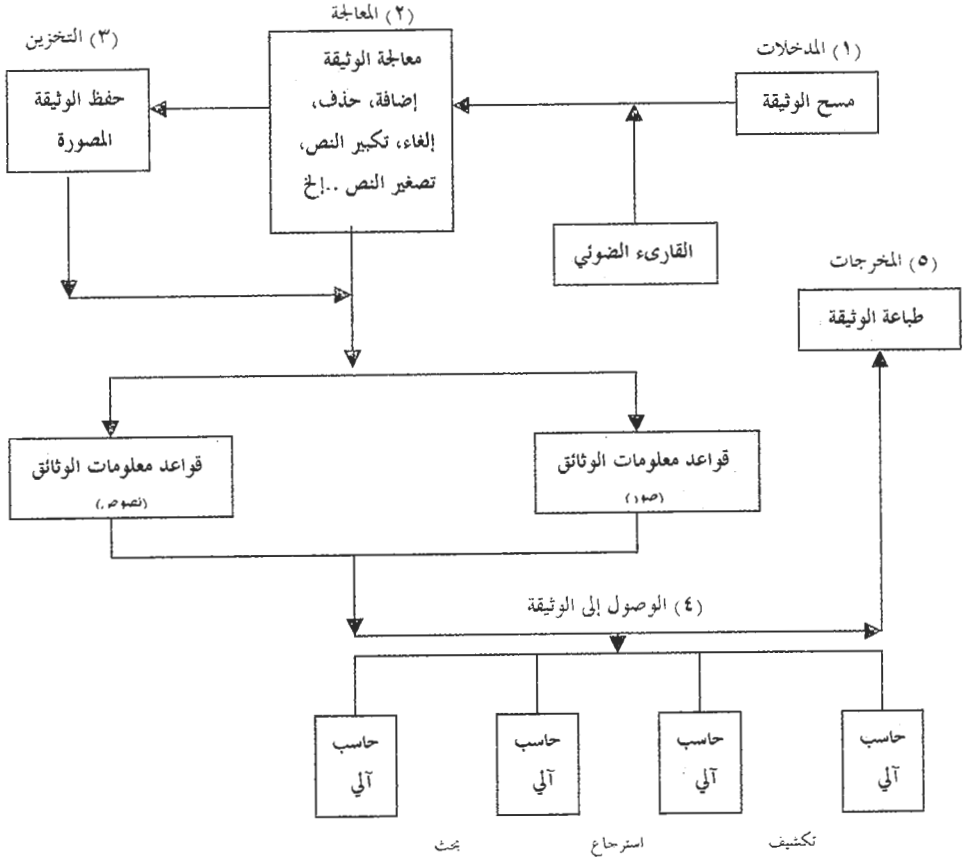 (١) المدخلات
مسح الوثيقة
القارىء الضوئي
(٢) المعالجة
معالجة الوثيقة
إضافة، حذف،
إلغاء، تكبير النص،
تصغير النص ..إلخ
(٣) التخزين
حفظ الوثيقة
المصورة
قواعد معلومات الوثائق
(صور)
قواعد معلومات الوثائق
(نصوص)
(٤) الوصول إلى الوثيقة
(٥) المخرجات
طباعة الوثيقة
حاسب
آلي
حاسب
آلي
حاسب
آلي
حاسب
آلي
تكشيف
استرجاع
بحث